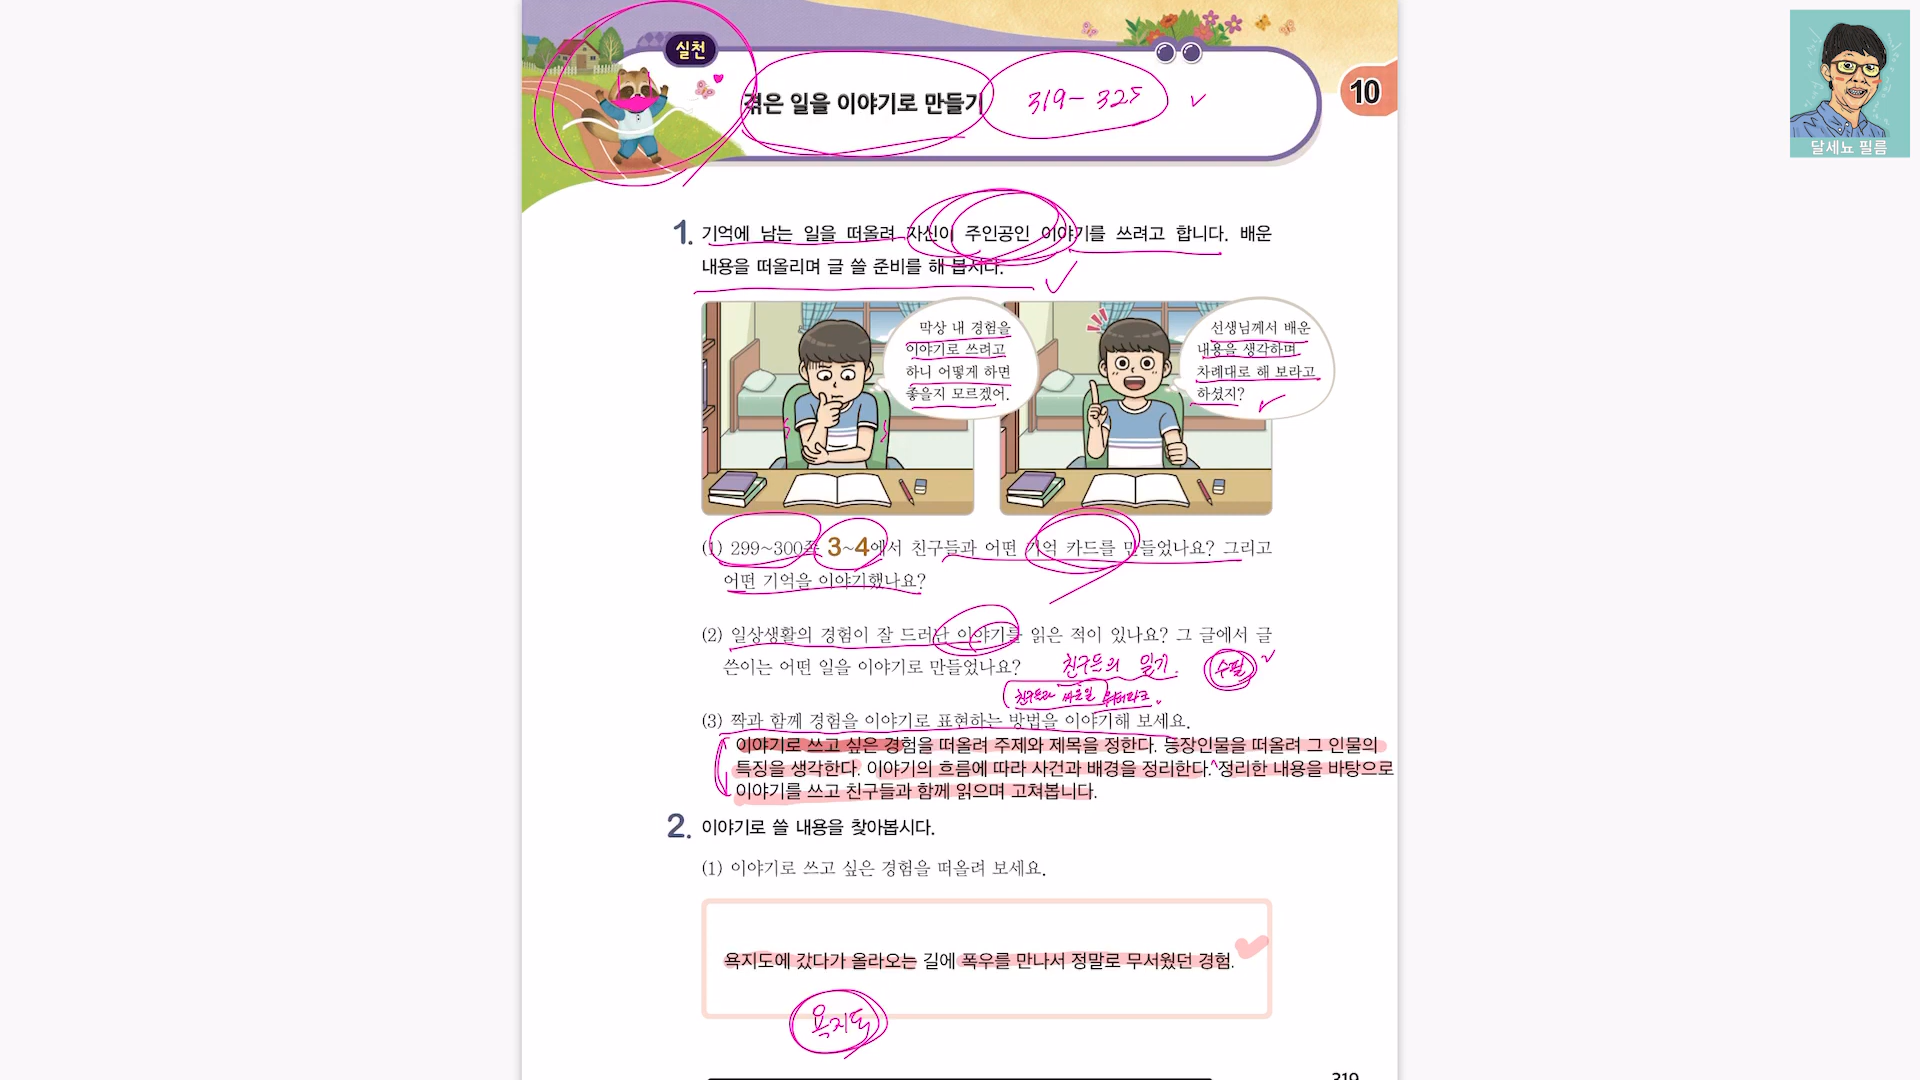 실천
겪은 일을 이야기로 만들기
319-325
10
달세뇨 필름
1. 기억에 남는 일을 떠올려 자신이 주인공인 이야기를 쓰려고 합니다. 배운
내용을 떠올리며 글 쓸 준비를 해 봅시다.
막상 내 경험을
이야기로 쓰려고
하니 어떻게 하면
좋을지 모르겠어.
선생님께서 배운
내용을 생각하며
차례대로 해 보라고
하셨지?
(1) 299~300쪽 3~4에서 친구들과 어떤 기억 카드를 만들었나요? 그리고
어떤 기억을 이야기했나요?
(2) 일상생활의 경험이 잘 드러난 이야기를 읽은 적이 있나요? 그 글에서 글
쓴이는 어떤 일을 이야기로 만들었나요?
친구들의 일기.
수필
친구들과 싸운일 워터파크.
(3) 짝과 함께 경험을 이야기로 표현하는 방법을 이야기해 보세요.
이야기로 쓰고 싶은 경험을 떠올려 주제와 제목을 정한다. 등장인물을 떠올려 그 인물의
특징을 생각한다. 이야기의 흐름에 따라 사건과 배경을 정리한다. 정리한 내용을 바탕으로
이야기를 쓰고 친구들과 함께 읽으며 고쳐봅니다.
2. 이야기로 쓸 내용을 찾아봅시다.
(1) 이야기로 쓰고 싶은 경험을 떠올려 보세요.
욕지도에 갔다가 올라오는 길에 폭우를 만나서 정말로 무서웠던 경험.
욕지도
319